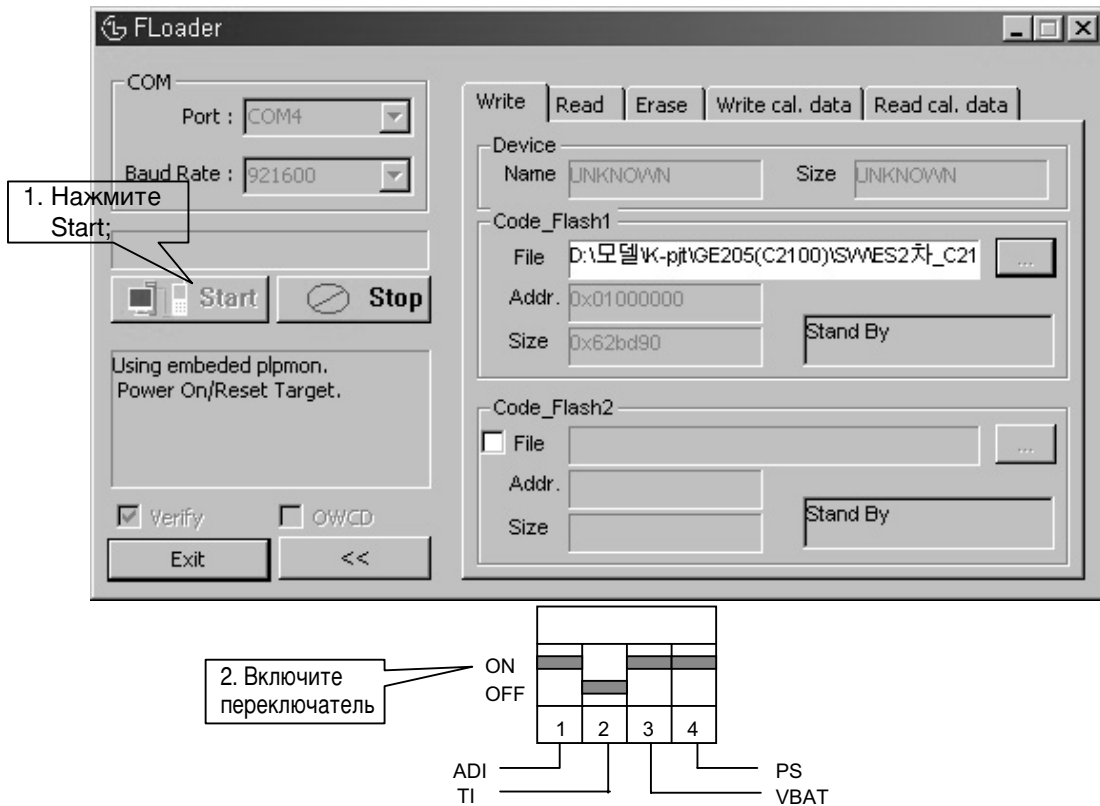 FLoader
COM
Port : COM4
Baud Rate : 921600
1. Нажмите
Start;
Start
Stop
Using embeded plpmon.
Power On/Reset Target.
Verify
OWCD
Exit
<<
Write
Read
Erase
Write cal. data
Read cal. data
Device
Name UNKNOWN
Size UNKNOWN
Code_Flash1
File D:\모델\K-pjt\GE205(C2100)\SW\ES2차_C21
...
Addr. 0x01000000
Size 0x62bd90
Stand By
Code_Flash2
File
...
Addr.
Size
Stand By
2. Включите
переключатель
ON
OFF
1 2 3 4
ADI
TI
PS
VBAT